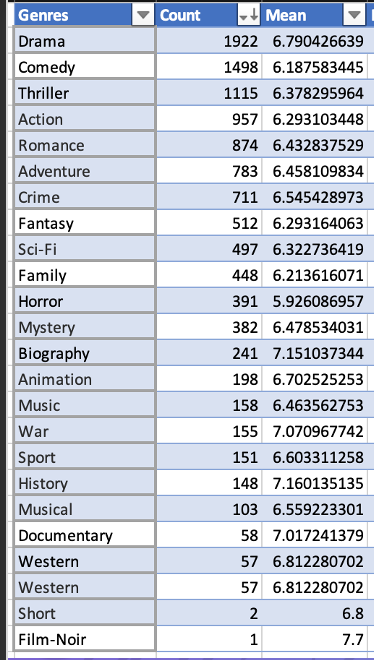 Genres Count Mean
Drama 1922 6.790426639
Comedy 1498 6.187583445
Thriller 1115 6.378295964
Action 957 6.293103448
Romance 874 6.432837529
Adventure 783 6.458109834
Crime 711 6.545428973
Fantasy 512 6.293164063
Sci-Fi 497 6.322736419
Family 448 6.213616071
Horror 391 5.926086957
Mystery 382 6.478534031
Biography 241 7.151037344
Animation 198 6.702525253
Music 158 6.463562753
War 155 7.070967742
Sport 151 6.603311258
History 148 7.160135135
Musical 103 6.559223301
Documentary 58 7.017241379
Western 57 6.812280702
Western 57 6.812280702
Short 2 6.8
Film-Noir 1 7.7